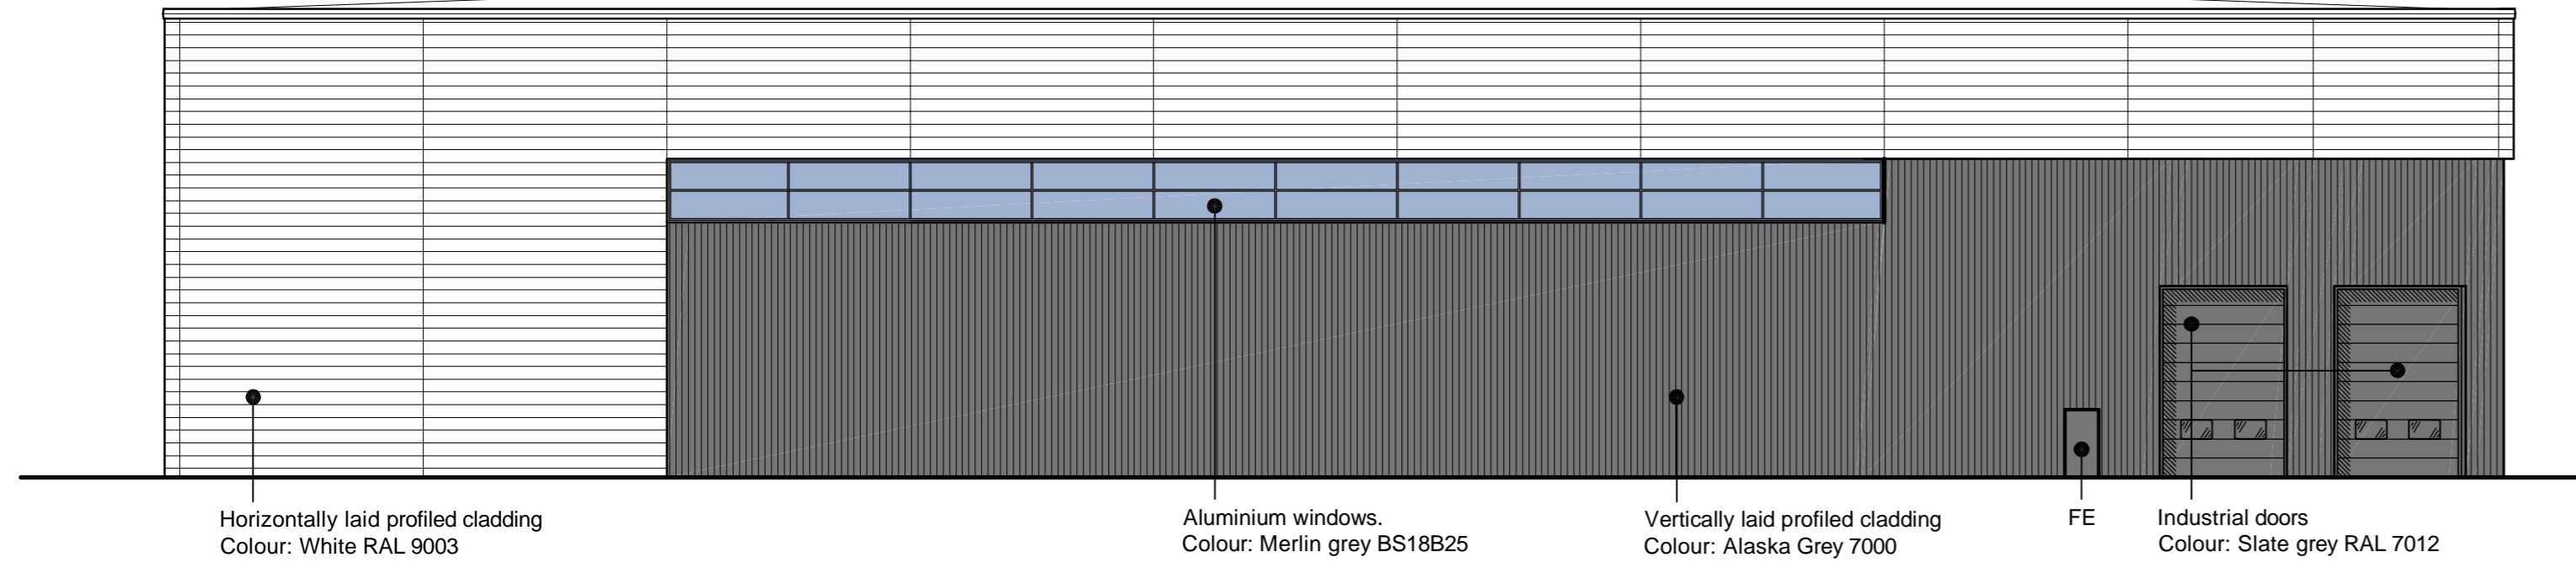 Horizontally laid profiled cladding
Colour: White RAL 9003
Aluminium windows.
Colour: Merlin grey BS18B25
Vertically laid profiled cladding
Colour: Alaska Grey 7000
FE
Industrial doors
Colour: Slate grey RAL 7012